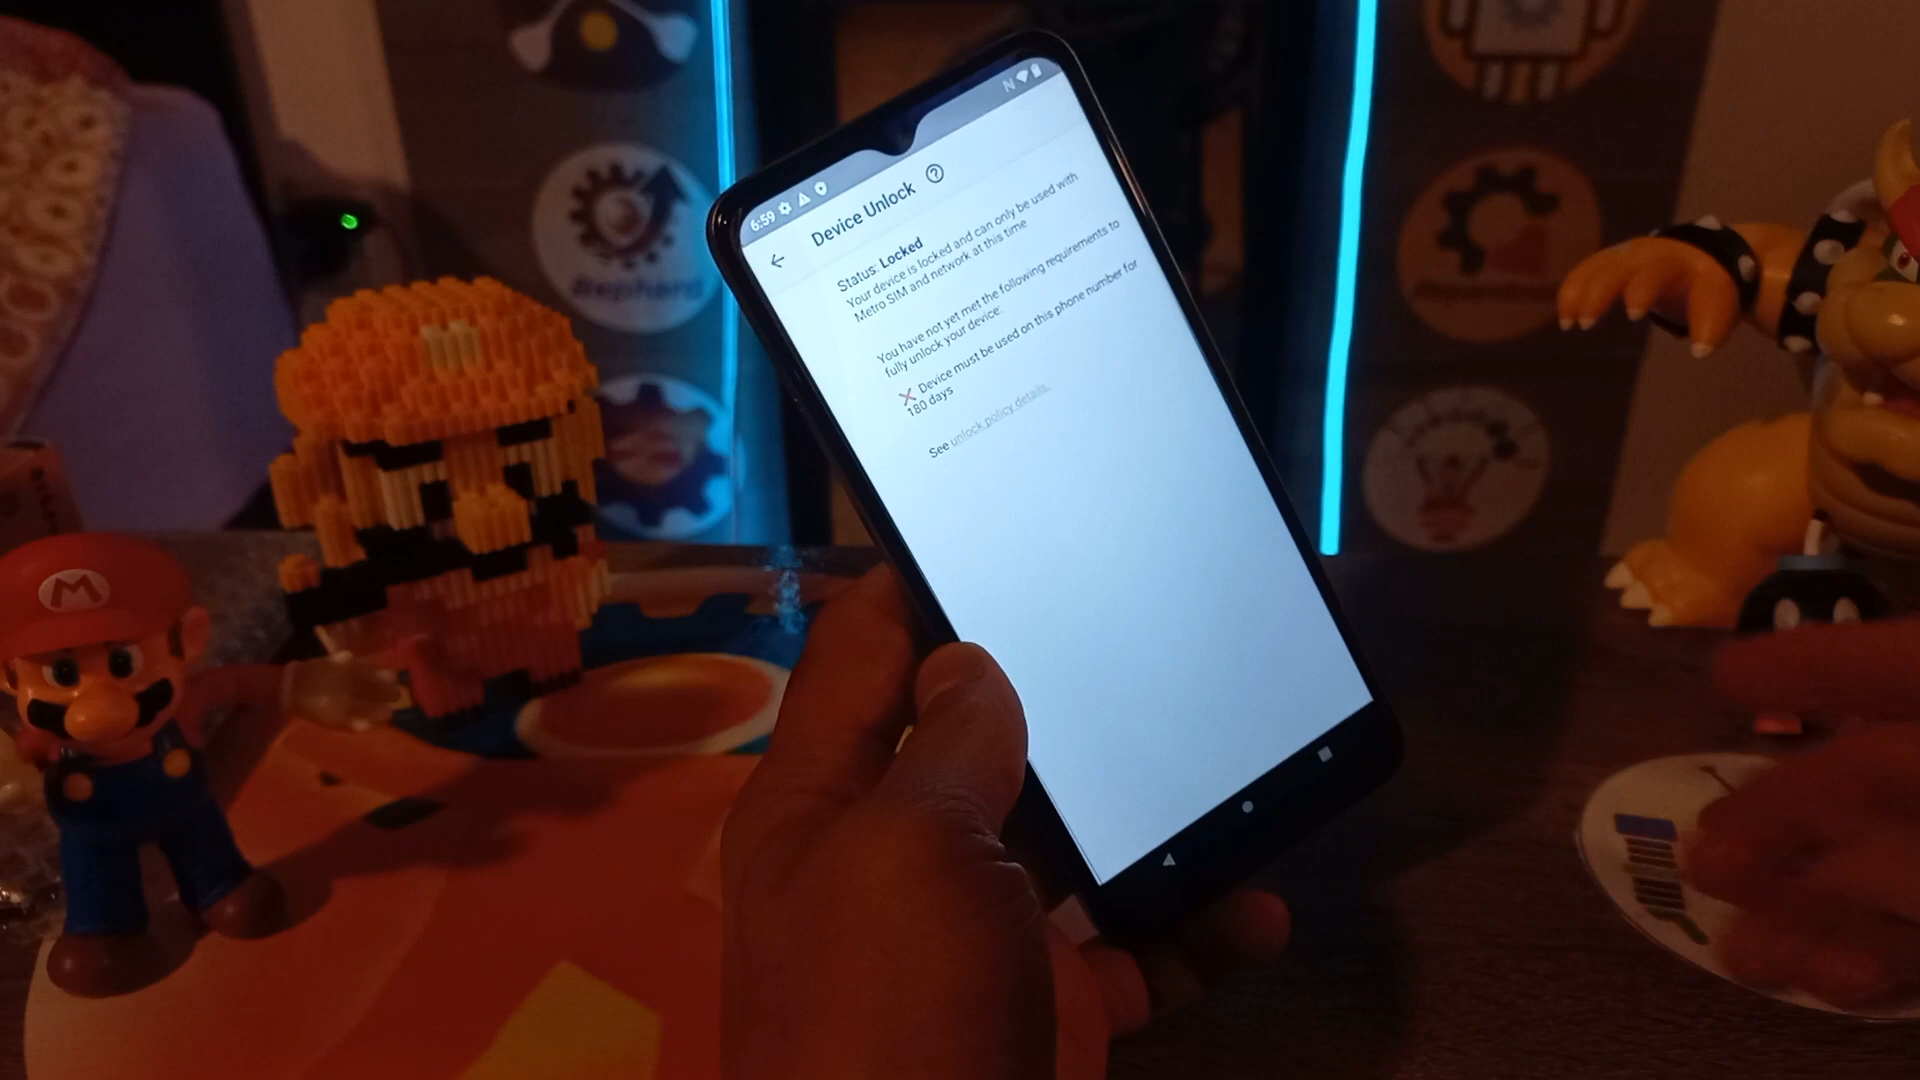 6:59
Device Unlock
Status: Locked
Your device is locked and can only be used with
Metro SIM and network at this time
You have not yet met the following requirements to
fully unlock your device:
Device must be used on this phone number for
180 days
See unlock policy details.
M